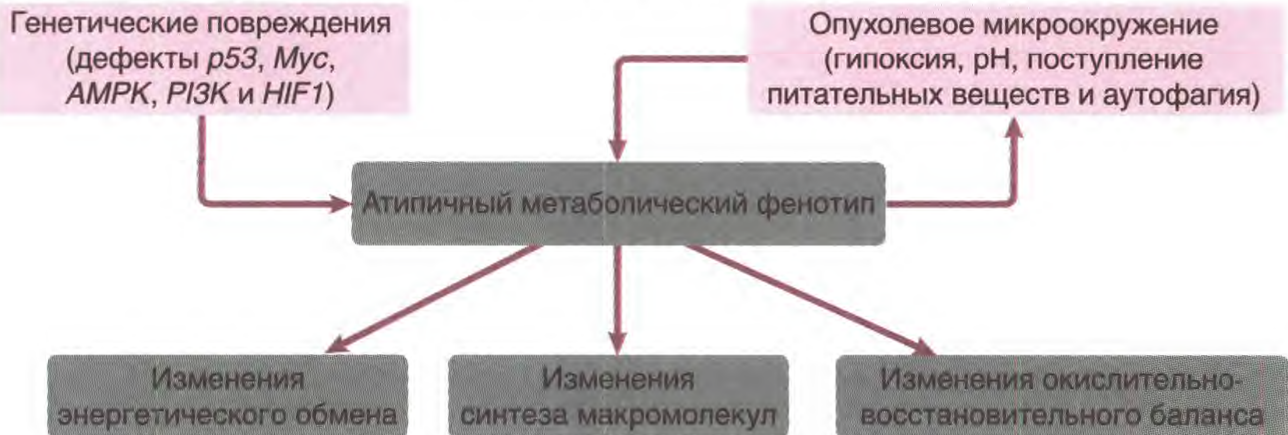 Генетические повреждения
(дефекты p53, Myc,
AMPK, PI3K и HIF1)
Опухолевое микроокружение
(гипоксия, pH, поступление
питательных веществ и аутофагия)
Атипичный метаболический фенотип
Изменения
энергетического обмена
Изменения
синтеза макромолекул
Изменения окислительно-
восстановительного баланса